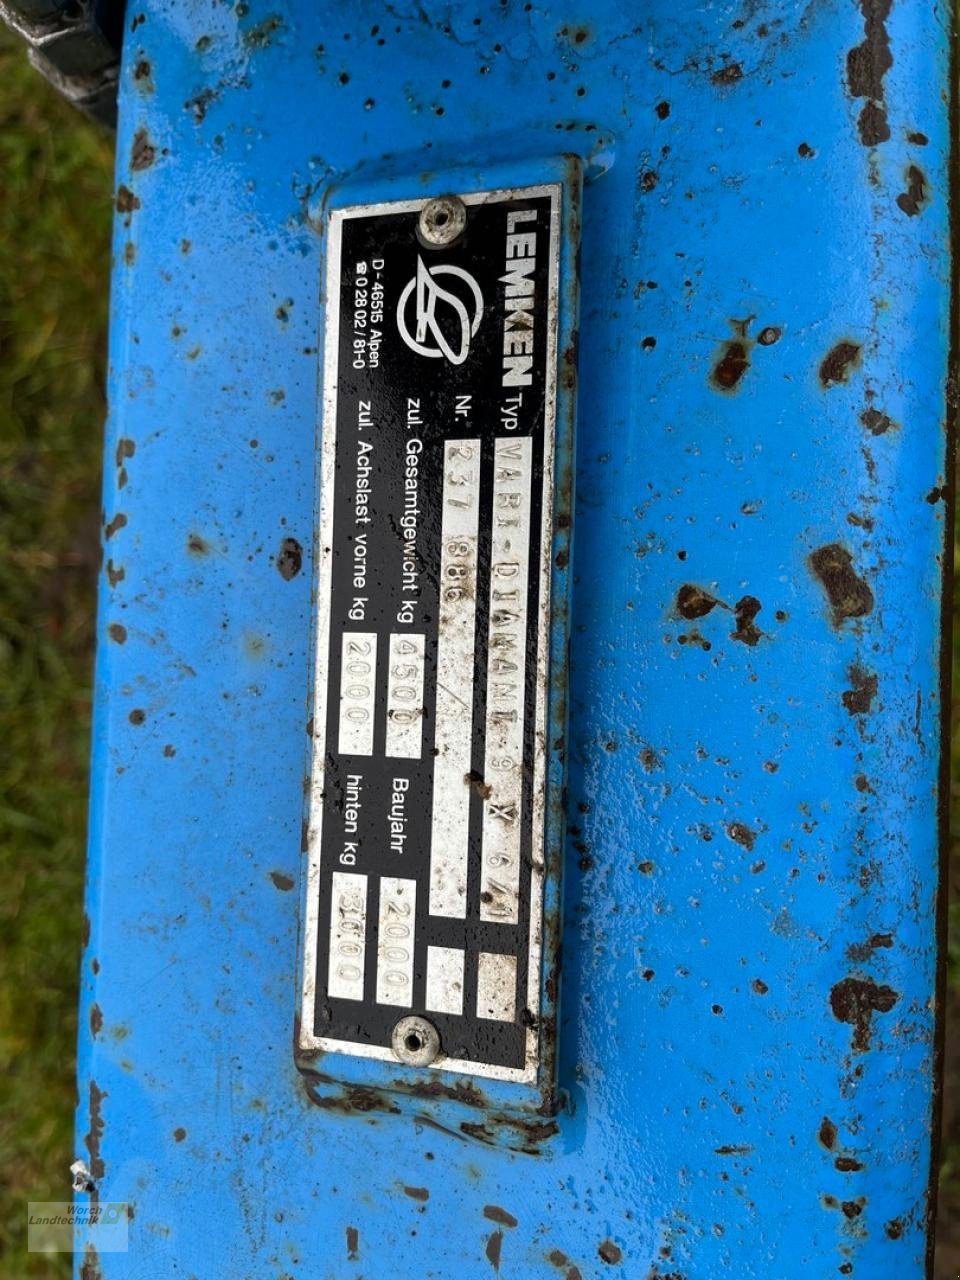 LEMKEN Typ VARI-DIAMANT-9 X 6/1
Nr. 237 886
zul. Gesamtgewicht kg 4500 Baujahr 2000
zul. Achslast vorne kg 2000 hinten kg 3000
D - 46515 Alpen
☎ 0 28 02 / 81-0
Worch
Landtechnik